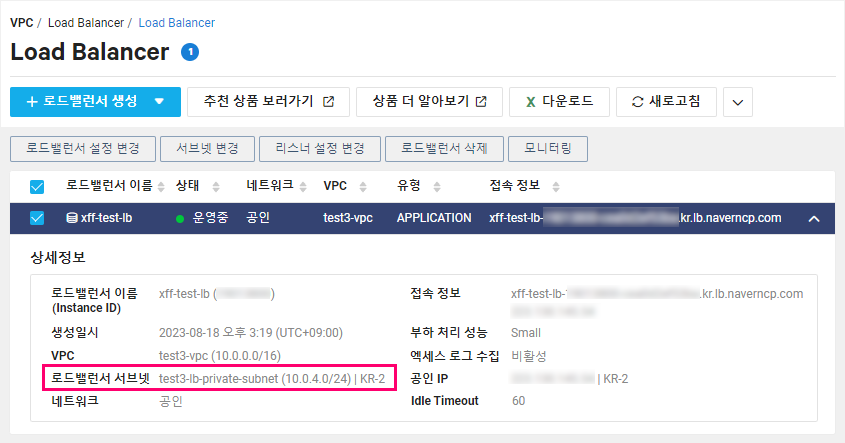 VPC / Load Balancer / Load Balancer
Load Balancer 1
+ 로드밸런서 생성 추천 상품 보러가기 상품 더 알아보기 X 다운로드 새로고침
로드밸런서 설정 변경 서브넷 변경 리스너 설정 변경 로드밸런서 삭제 모니터링
로드밸런서 이름 상태 네트워크 VPC 유형 접속 정보
xff-test-lb 운영중 공인 test3-vpc APPLICATION xff-test-lb- .kr.lb.naverncp.com
상세정보
로드밸런서 이름 (Instance ID) xff-test-lb ( ) 접속 정보 xff-test-lb- .kr.lb.naverncp.com
생성일시 2023-08-18 오후 3:19 (UTC+09:00) 부하 처리 성능 Small
VPC test3-vpc (10.0.0.0/16) 엑세스 로그 수집 비활성
로드밸런서 서브넷 test3-lb-private-subnet (10.0.4.0/24) | KR-2 공인 IP | KR-2
네트워크 공인 Idle Timeout 60